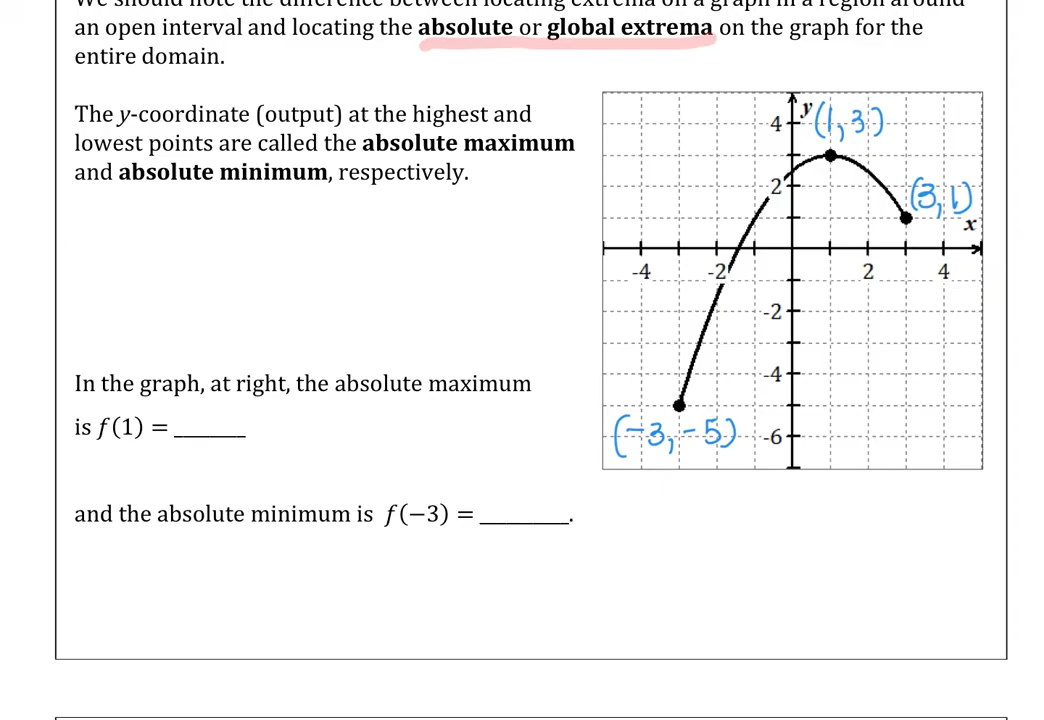 an open interval and locating the absolute or global extrema on the graph for the
entire domain.
The y-coordinate (output) at the highest and
lowest points are called the absolute maximum
and absolute minimum, respectively.
In the graph, at right, the absolute maximum
is f(1) = _______
and the absolute minimum is f(−3) = _________.
y
(1, 3)
4
2
(3, 1)
x
-4
-2
2
4
-2
-4
(-3, -5)
-6